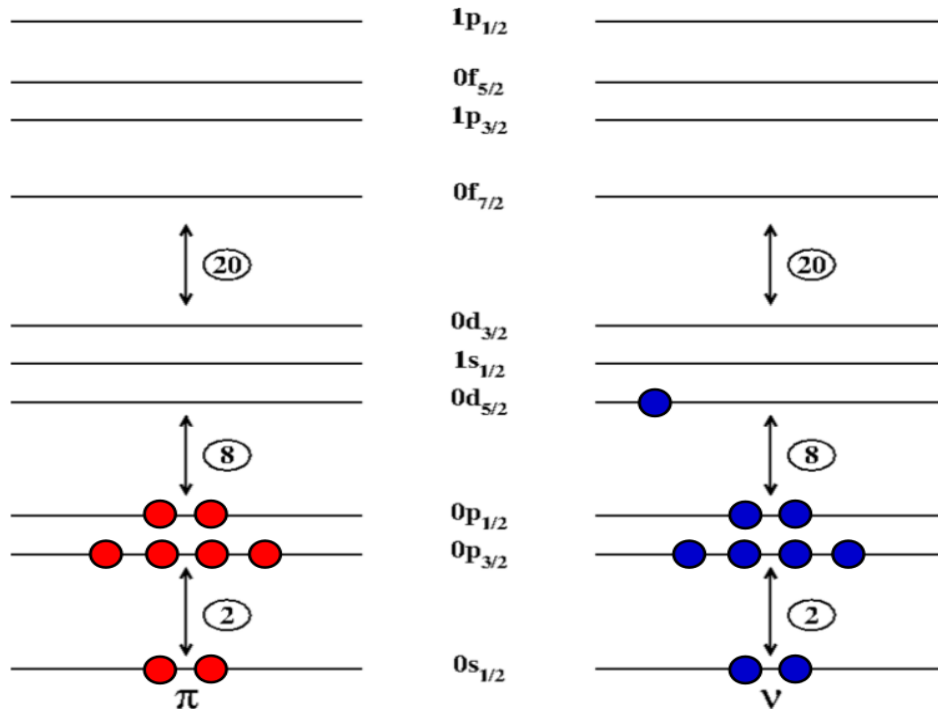 1p1/2
0f5/2
1p3/2
0f7/2
20 20
0d3/2
1s1/2
0d5/2
8 8
0p1/2
0p3/2
2 2
0s1/2
π ν